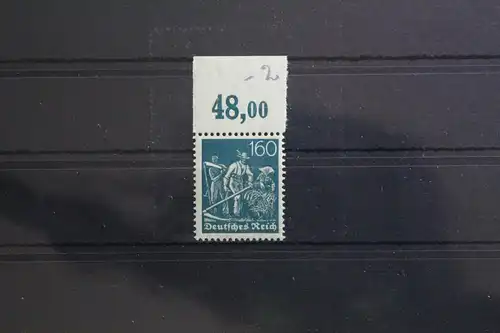 - 2
48,00
160
Deutsches Reich